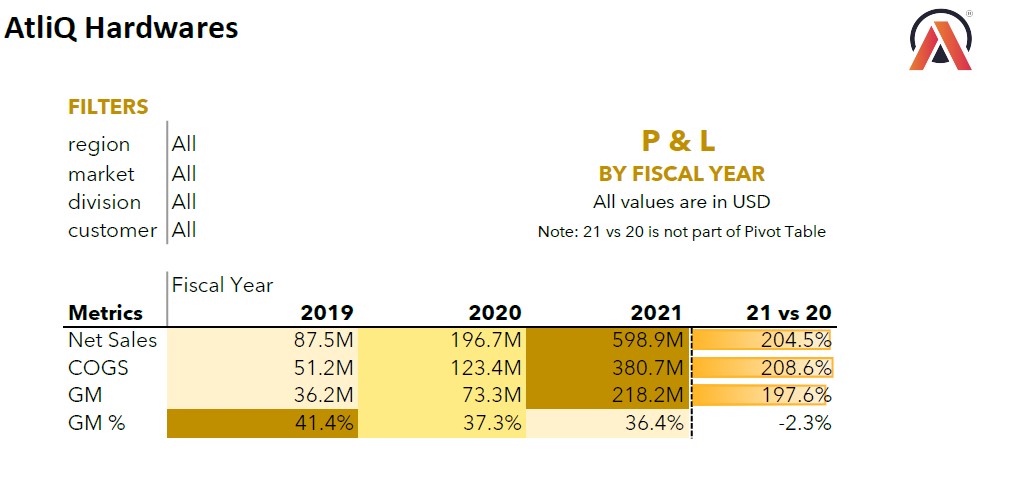 AtliQ Hardwares
®
FILTERS
region All
market All
division All
customer All
P & L
BY FISCAL YEAR
All values are in USD
Note: 21 vs 20 is not part of Pivot Table
Fiscal Year
Metrics 2019 2020 2021 21 vs 20
Net Sales 87.5M 196.7M 598.9M 204.5%
COGS 51.2M 123.4M 380.7M 208.6%
GM 36.2M 73.3M 218.2M 197.6%
GM % 41.4% 37.3% 36.4% -2.3%